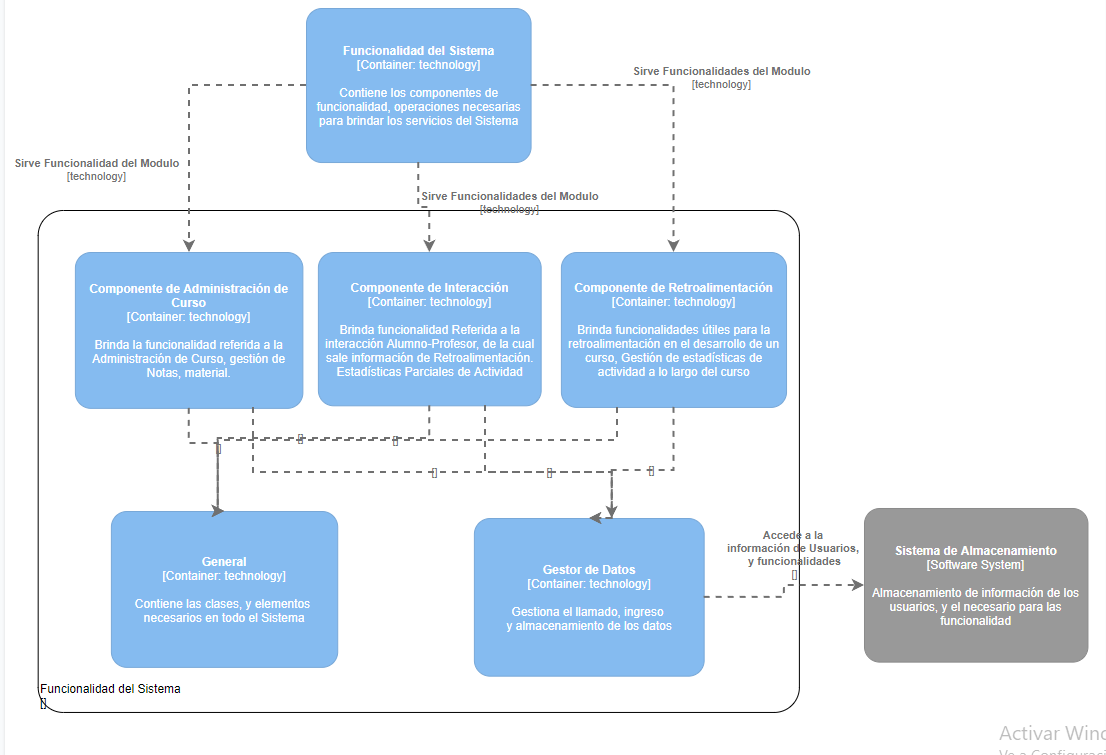 Funcionalidad del Sistema
[Container: technology]
Contiene los componentes de
funcionalidad, operaciones necesarias
para brindar los servicios del Sistema
Sirve Funcionalidades del Modulo
[technology]
Sirve Funcionalidad del Modulo
[technology]
Sirve Funcionalidades del Modulo
[technology]
Componente de Administración de
Curso
[Container: technology]
Brinda la funcionalidad referida a la
Administración de Curso, gestión de
Notas, material.
Componente de Interacción
[Container: technology]
Brinda funcionalidad Referida a la
interacción Alumno-Profesor, de la cual
sale información de Retroalimentación.
Estadísticas Parciales de Actividad
Componente de Retroalimentación
[Container: technology]
Brinda funcionalidades útiles para la
retroalimentación en el desarrollo de un
curso, Gestión de estadísticas de
actividad a lo largo del curso
[]
[]
[]
[]
[]
[]
General
[Container: technology]
Contiene las clases, y elementos
necesarios en todo el Sistema
Gestor de Datos
[Container: technology]
Gestiona el llamado, ingreso
y almacenamiento de los datos
Accede a la
información de Usuarios,
y funcionalidades
[]
Sistema de Almacenamiento
[Software System]
Almacenamiento de información de los
usuarios, y el necesario para las
funcionalidad
Funcionalidad del Sistema
[]
Activar Wind